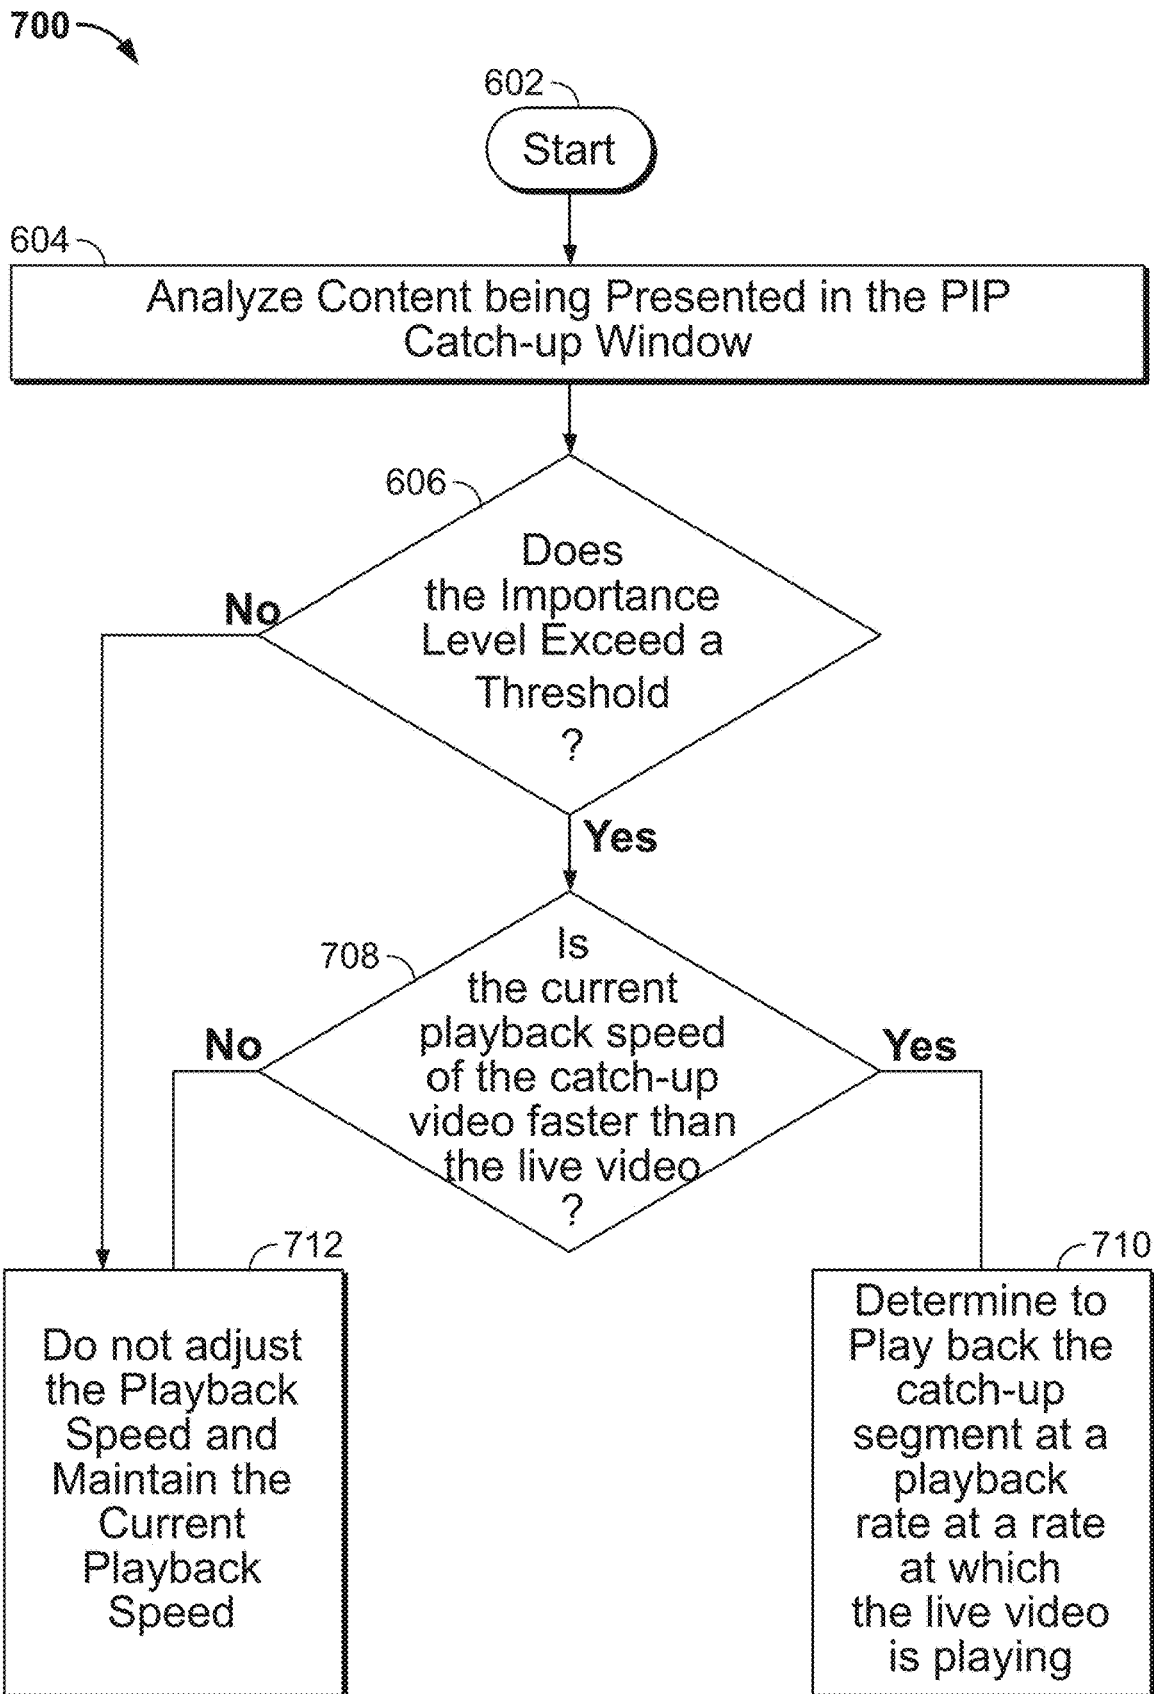 700
602
Start
604
Analyze Content being Presented in the PIP
Catch-up Window
606
Does
the Importance
Level Exceed a
Threshold
?
No
Yes
708
Is
the current
playback speed
of the catch-up
video faster than
the live video
?
No
Yes
712
Do not adjust
the Playback
Speed and
Maintain the
Current
Playback
Speed
710
Determine to
Play back the
catch-up
segment at a
playback
rate at a rate
at which
the live video
is playing